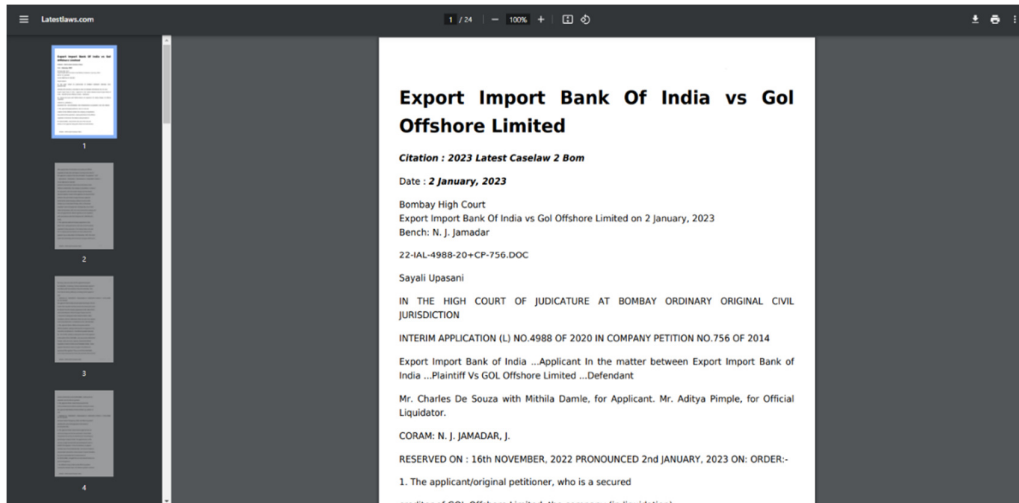 Latestlaws.com
1 / 24
100%
1
2
3
4
Export Import Bank Of India vs Gol
Offshore Limited
Citation : 2023 Latest Caselaw 2 Bom
Date : 2 January, 2023
Bombay High Court
Export Import Bank Of India vs Gol Offshore Limited on 2 January, 2023
Bench: N. J. Jamadar
22-IAL-4988-20+CP-756.DOC
Sayali Upasani
IN THE HIGH COURT OF JUDICATURE AT BOMBAY ORDINARY ORIGINAL CIVIL
JURISDICTION
INTERIM APPLICATION (L) NO.4988 OF 2020 IN COMPANY PETITION NO.756 OF 2014
Export Import Bank of India ...Applicant In the matter between Export Import Bank of
India ...Plaintiff Vs GOL Offshore Limited ...Defendant
Mr. Charles De Souza with Mithila Damle, for Applicant. Mr. Aditya Pimple, for Official
Liquidator.
CORAM: N. J. JAMADAR, J.
RESERVED ON : 16th NOVEMBER, 2022 PRONOUNCED 2nd JANUARY, 2023 ON: ORDER:-
1. The applicant/original petitioner, who is a secured